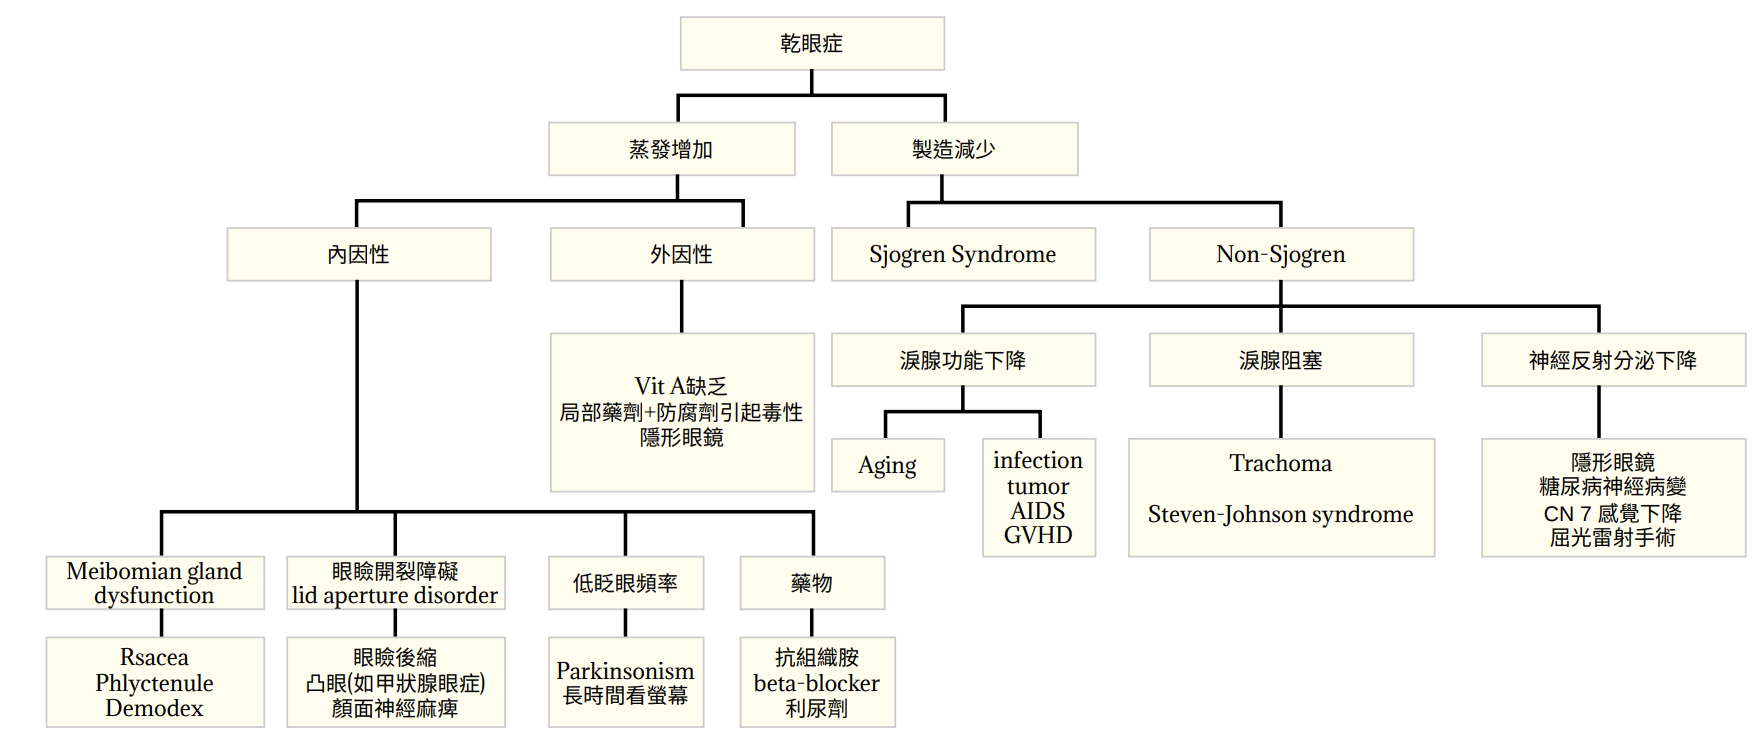 乾眼症
蒸發增加
製造減少
內因性
外因性
Sjogren Syndrome
Non-Sjogren
Vit A缺乏
局部藥劑+防腐劑引起毒性
隱形眼鏡
淚腺功能下降
淚腺阻塞
神經反射分泌下降
Aging
infection
tumor
AIDS
GVHD
Trachoma
Steven-Johnson syndrome
隱形眼鏡
糖尿病神經病變
CN 7 感覺下降
屈光雷射手術
Meibomian gland
dysfunction
眼瞼開裂障礙
lid aperture disorder
低眨眼頻率
藥物
Rsacea
Phlyctenule
Demodex
眼瞼後縮
凸眼(如甲狀腺眼症)
顏面神經麻痺
Parkinsonism
長時間看螢幕
抗組織胺
beta-blocker
利尿劑